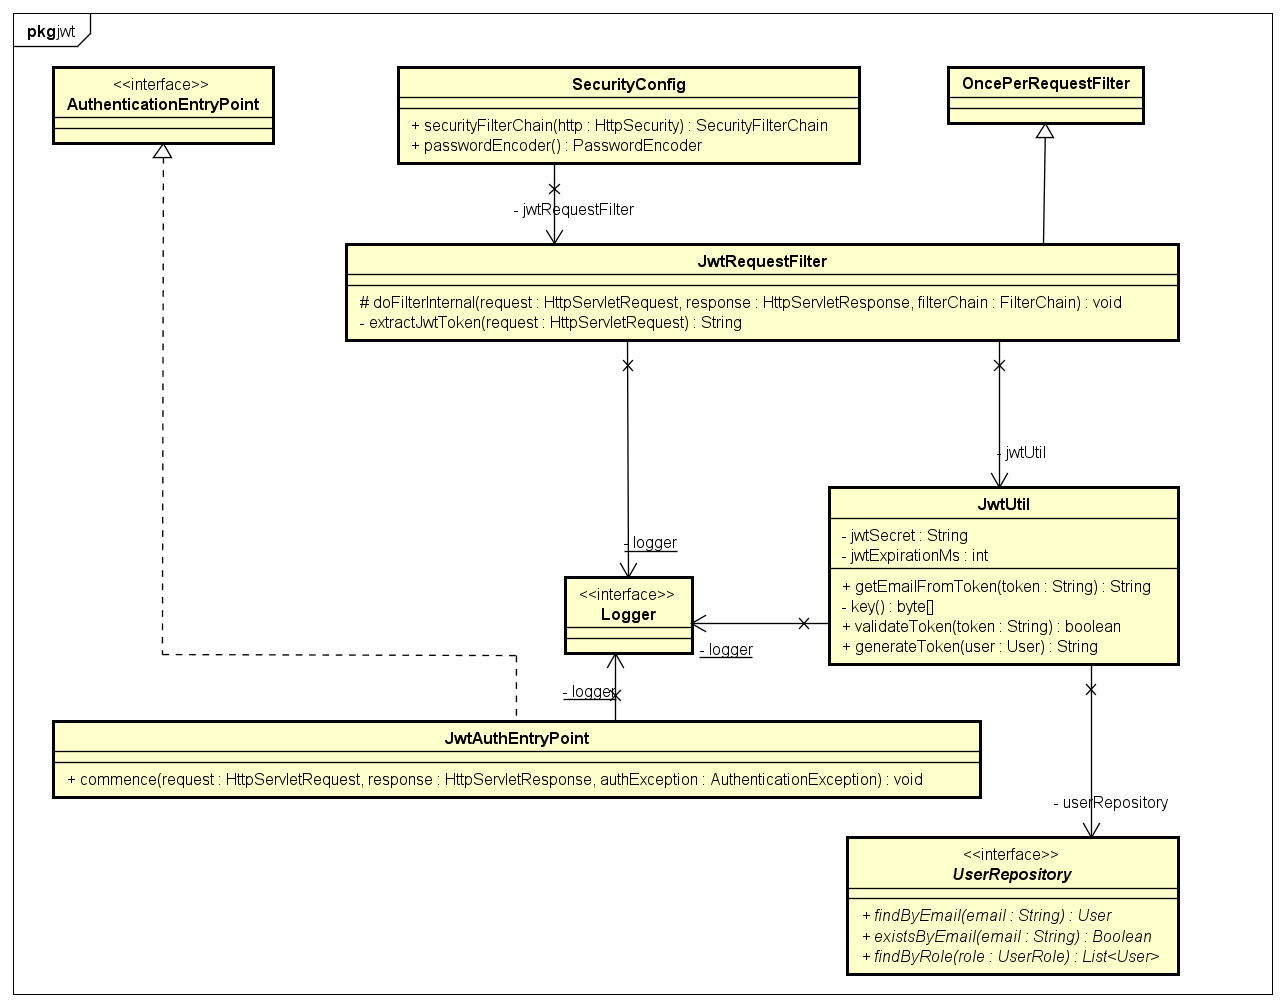 pkg jwt
<<interface>>
AuthenticationEntryPoint
SecurityConfig
+ securityFilterChain(http : HttpSecurity) : SecurityFilterChain
+ passwordEncoder() : PasswordEncoder
OncePerRequestFilter
- jwtRequestFilter
JwtRequestFilter
# doFilterInternal(request : HttpServletRequest, response : HttpServletResponse, filterChain : FilterChain) : void
- extractJwtToken(request : HttpServletRequest) : String
- jwtUtil
- logger
JwtUtil
- jwtSecret : String
- jwtExpirationMs : int
+ getEmailFromToken(token : String) : String
- key() : byte[]
+ validateToken(token : String) : boolean
+ generateToken(user : User) : String
<<interface>>
Logger
- logger
- logger
JwtAuthEntryPoint
+ commence(request : HttpServletRequest, response : HttpServletResponse, authException : AuthenticationException) : void
- userRepository
<<interface>>
UserRepository
+ findByEmail(email : String) : User
+ existsByEmail(email : String) : Boolean
+ findByRole(role : UserRole) : List<User>